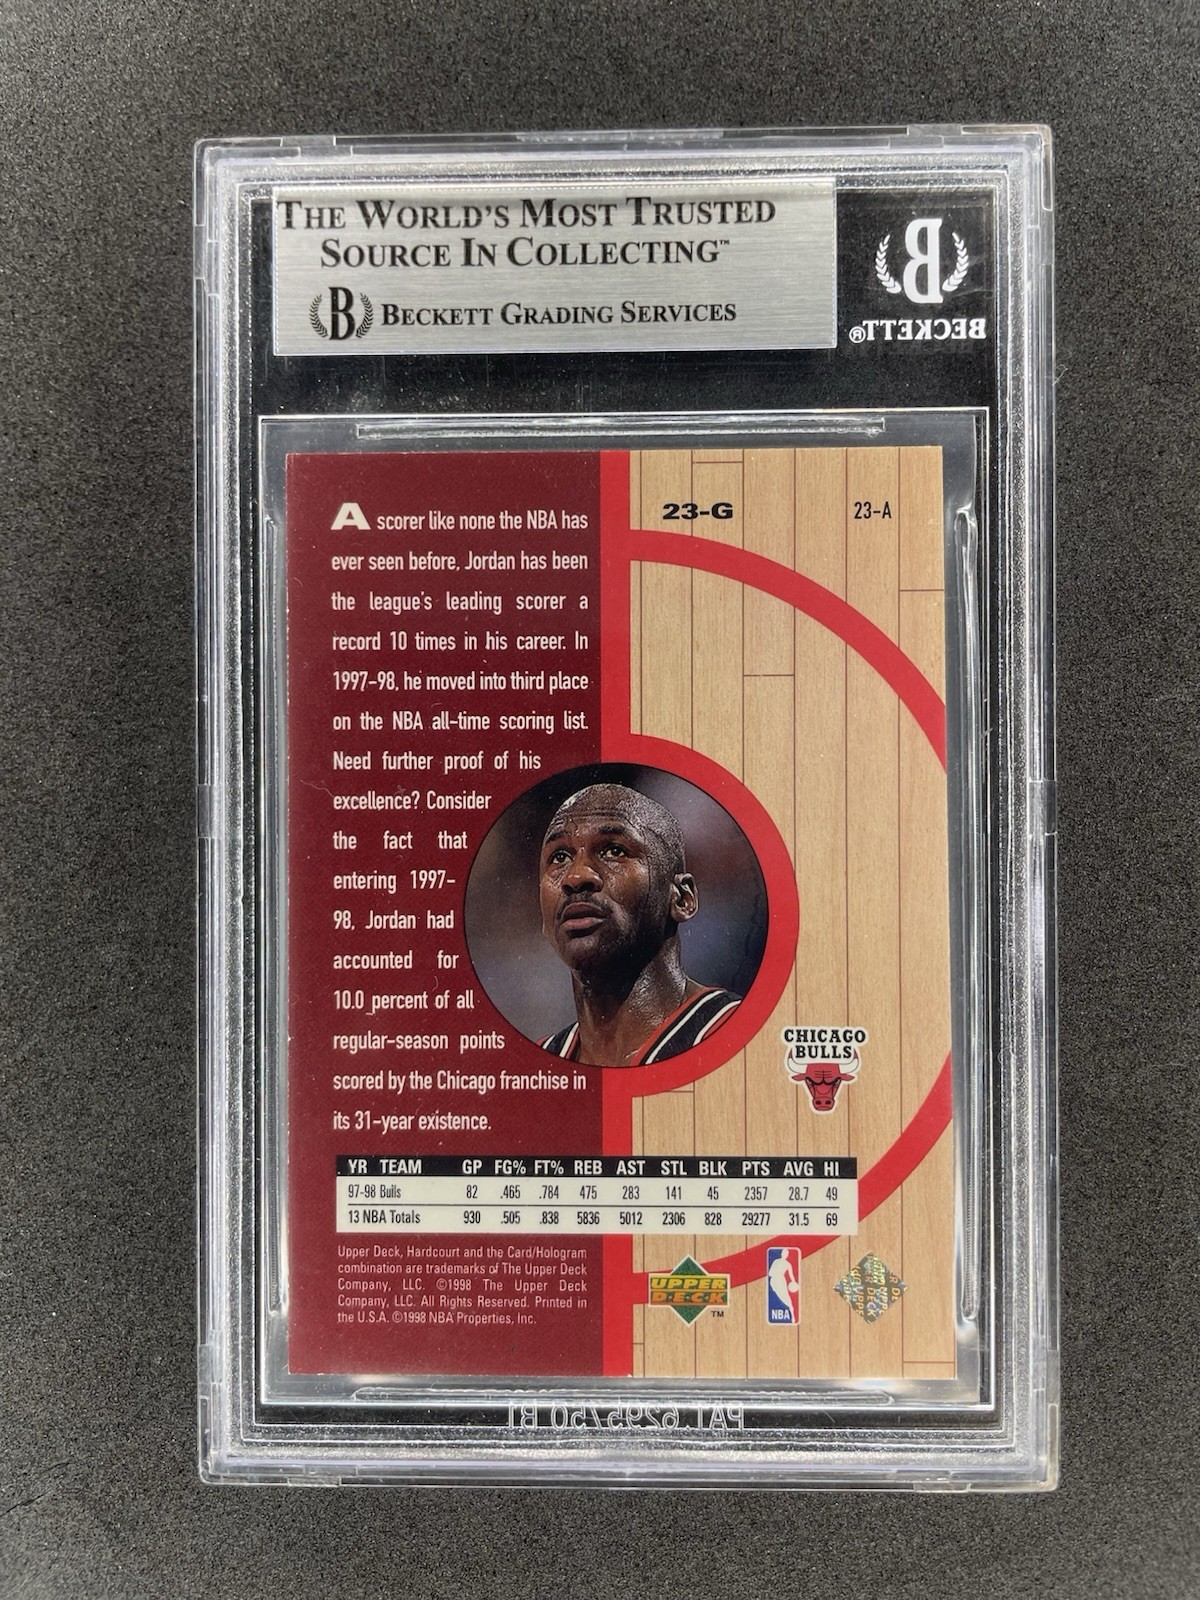 THE WORLD'S MOST TRUSTED
SOURCE IN COLLECTING™
B BECKETT GRADING SERVICES
B
BECKETT®
23-G
23-A
A scorer like none the NBA has
ever seen before, Jordan has been
the league's leading scorer a
record 10 times in his career. In
1997-98, he moved into third place
on the NBA all-time scoring list.
Need further proof of his
excellence? Consider
the fact that
entering 1997-
98, Jordan had
accounted for
10.0 percent of all
regular-season points
scored by the Chicago franchise in
its 31-year existence.
CHICAGO
BULLS
YR TEAM GP FG% FT% REB AST STL BLK PTS AVG HI
97-98 Bulls 82 .465 .784 475 283 141 45 2357 28.7 49
13 NBA Totals 930 .505 .838 5836 5012 2306 828 29277 31.5 69
Upper Deck, Hardcourt and the Card/Hologram
combination are trademarks of The Upper Deck
Company, LLC. ©1998 The Upper Deck
Company, LLC. All Rights Reserved. Printed in
the U.S.A. ©1998 NBA Properties, Inc.
UPPER
DECK
™
NBA